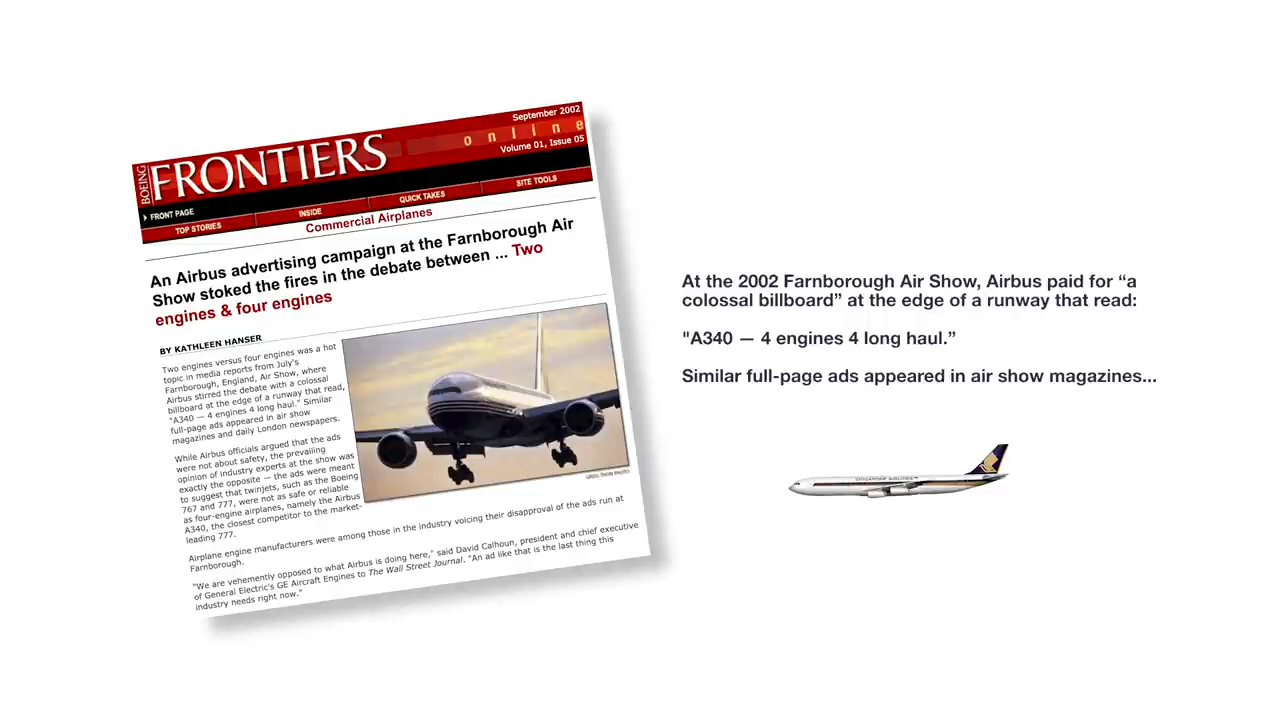 September 2002
online
Volume 01, Issue 05
BOEING
FRONTIERS
FRONT PAGE
TOP STORIES
INSIDE
QUICK TAKES
SITE TOOLS
Commercial Airplanes
An Airbus advertising campaign at the Farnborough Air
Show stoked the fires in the debate between ... Two
engines & four engines
BY KATHLEEN HANSER
Two engines versus four engines was a hot
topic in media reports from July's
Farnborough, England, Air Show, where
Airbus stirred the debate with a colossal
billboard at the edge of a runway that read,
"A340 — 4 engines 4 long haul." Similar
full-page ads appeared in air show
magazines and daily London newspapers.
While Airbus officials argued that the ads
were not about safety, the prevailing
opinion of industry experts at the show was
exactly the opposite — the ads were meant
to suggest that twinjets, such as the Boeing
767 and 777, were not as safe or reliable
as four-engine airplanes, namely the Airbus
A340, the closest competitor to the market-
leading 777.
GREG THON PHOTO
Airplane engine manufacturers were among those in the industry voicing their disapproval of the ads run at
Farnborough.
"We are vehemently opposed to what Airbus is doing here," said David Calhoun, president and chief executive
of General Electric's GE Aircraft Engines to The Wall Street Journal. "An ad like that is the last thing this
industry needs right now."
At the 2002 Farnborough Air Show, Airbus paid for “a
colossal billboard” at the edge of a runway that read:
"A340 — 4 engines 4 long haul.”
Similar full-page ads appeared in air show magazines...
SINGAPORE AIRLINES